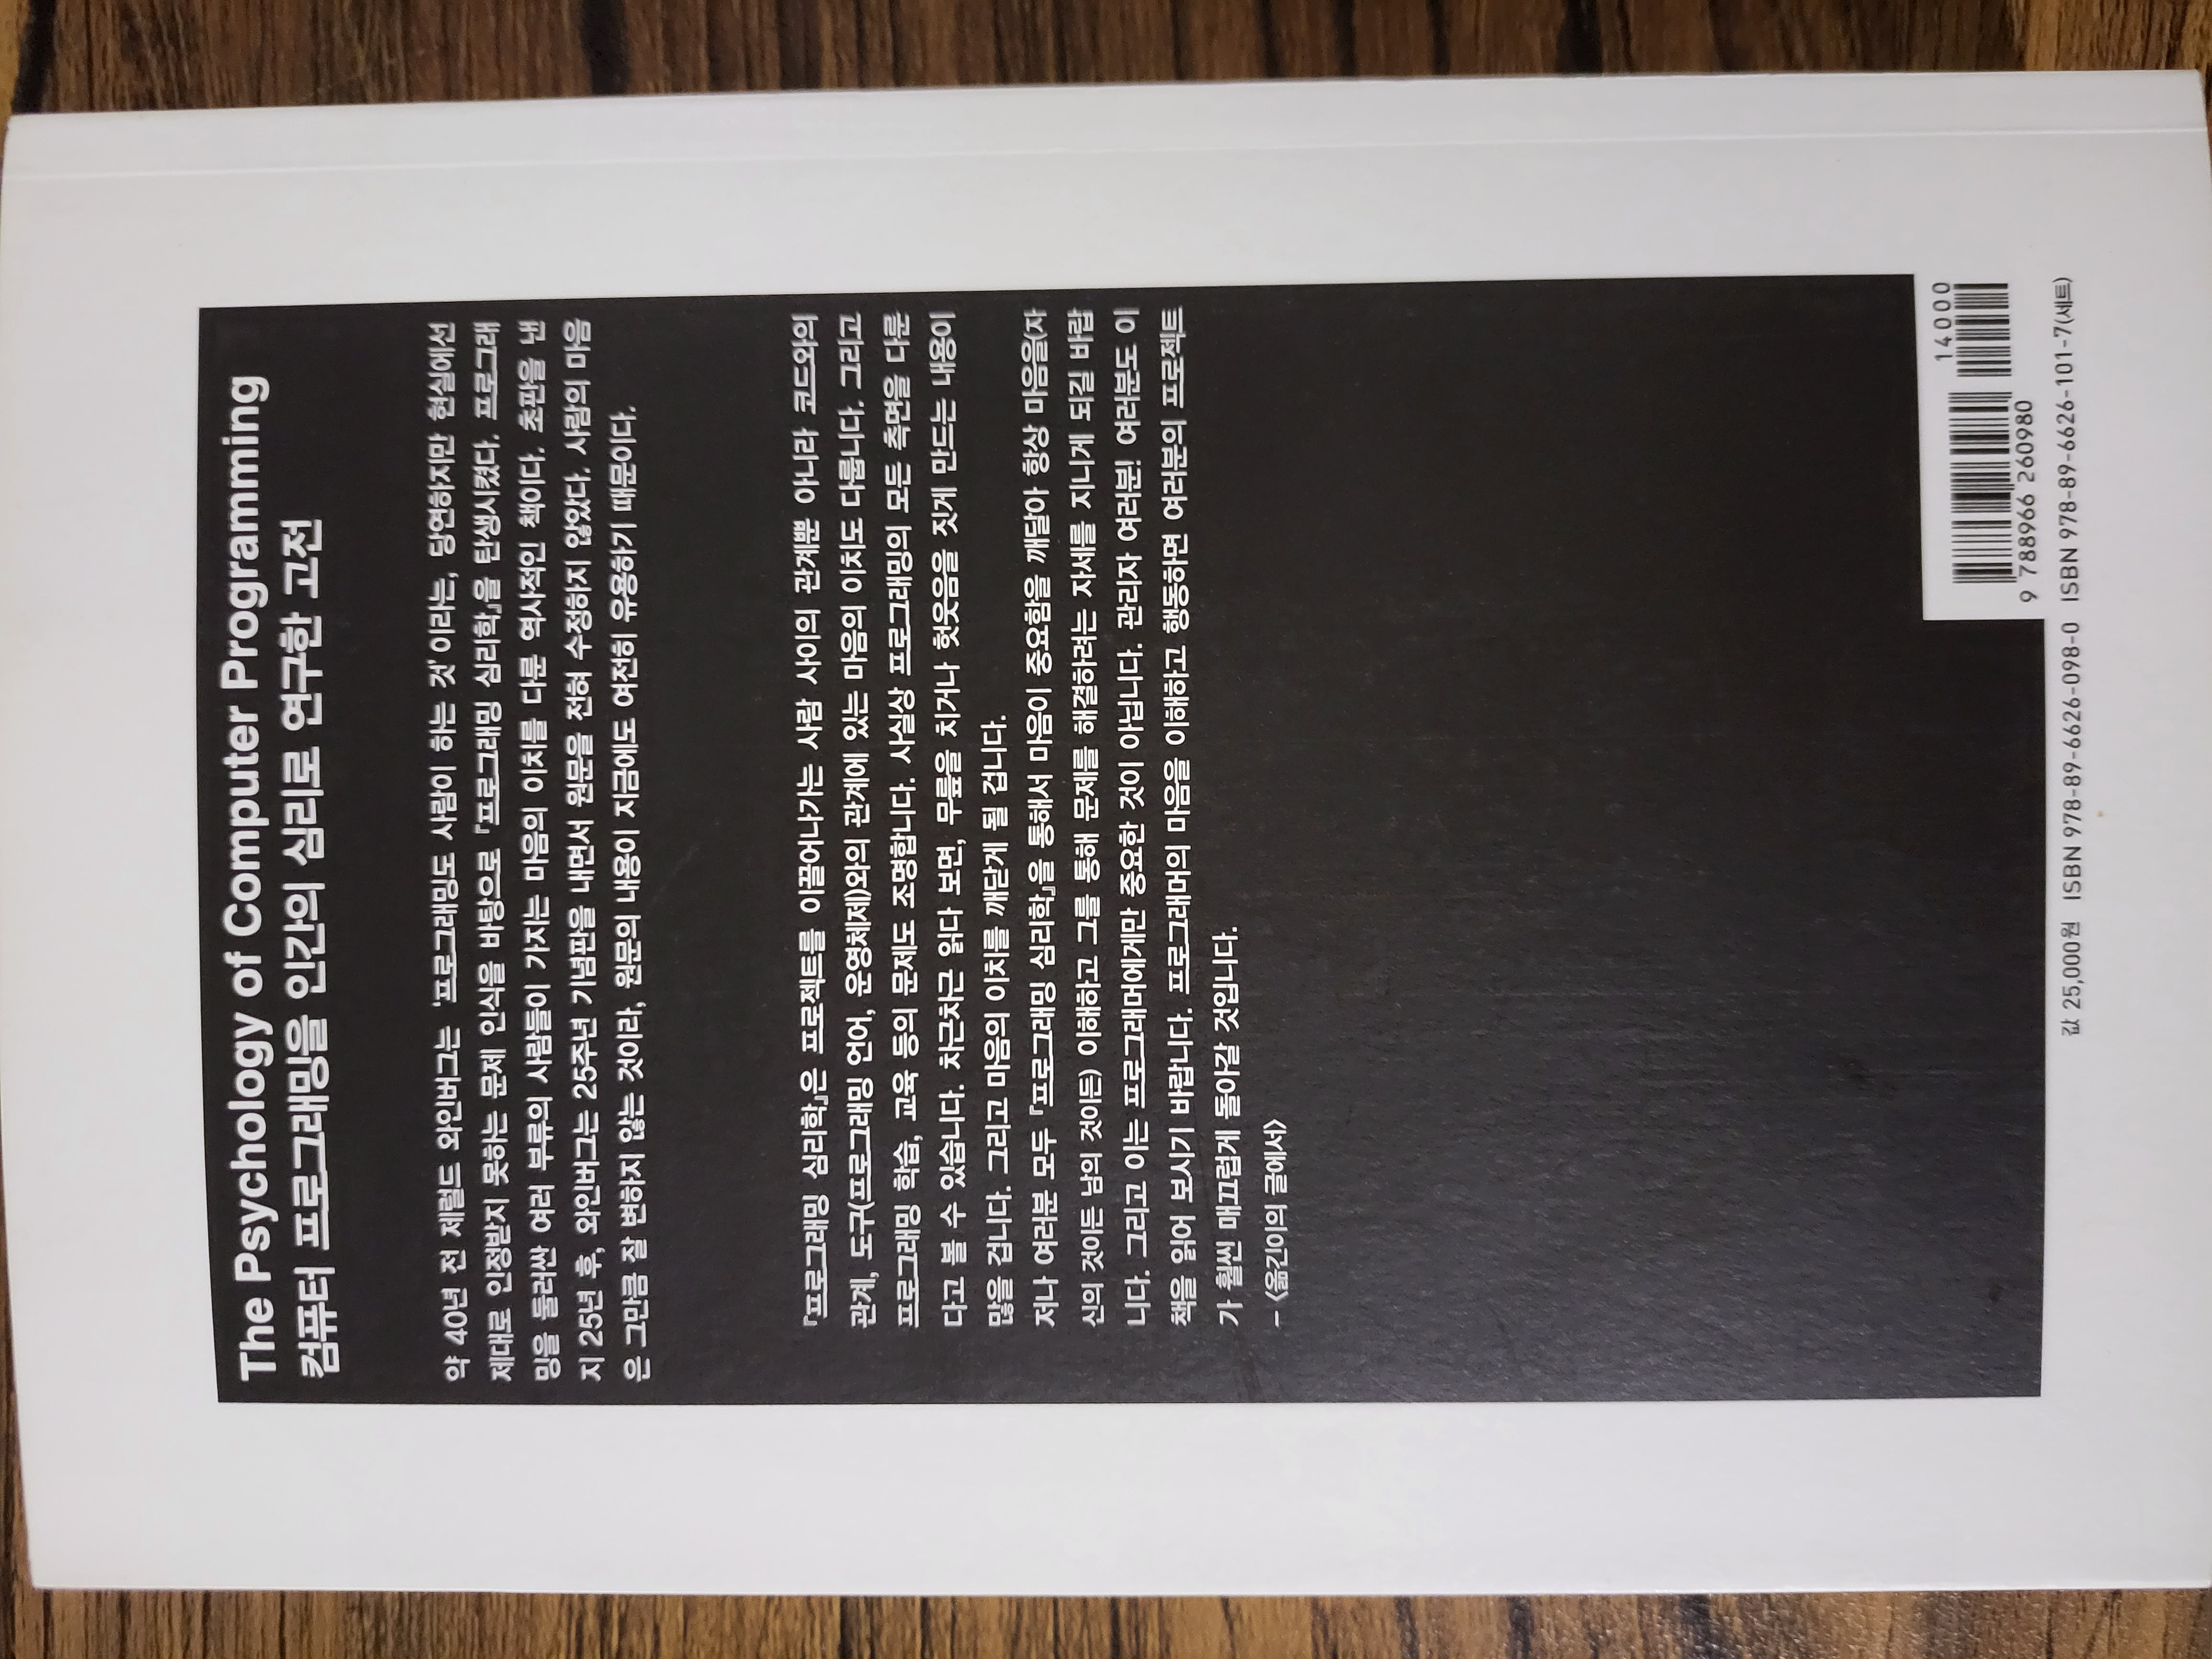 The Psychology of Computer Programming
컴퓨터 프로그래밍을 인간의 심리로 연구한 고전
약 40년 전 제럴드 와인버그는 ‘프로그래밍도 사람이 하는 것’이라는, 당연하지만 현실에선
제대로 인정받지 못하는 문제 인식을 바탕으로 『프로그래밍 심리학』을 탄생시켰다. 프로그래
밍을 둘러싼 여러 부류의 사람들이 가지는 마음의 이치를 다룬 역사적인 책이다. 초판을 낸
지 25년 후, 와인버그는 25주년 기념판을 내면서 원문을 전혀 수정하지 않았다. 사람의 마음
은 그만큼 잘 변하지 않는 것이라, 원문의 내용이 지금에도 여전히 유용하기 때문이다.
『프로그래밍 심리학』은 프로젝트를 이끌어나가는 사람 사이의 관계뿐 아니라 코드와의
관계, 도구(프로그래밍 언어, 운영체제)와의 관계에 있는 마음의 이치도 다룹니다. 그리고
프로그래밍 학습, 교육 등의 문제도 조명합니다. 사실상 프로그래밍의 모든 측면을 다룬
다고 볼 수 있습니다. 차근차근 읽다 보면, 무릎을 치거나 헛웃음을 짓게 만드는 내용이
많을 겁니다. 그리고 마음의 이치를 깨닫게 될 겁니다.
저나 여러분 모두 『프로그래밍 심리학』을 통해서 마음이 중요함을 깨달아 항상 마음을(자
신의 것이든 남의 것이든) 이해하고 그를 통해 문제를 해결하려는 자세를 지니게 되길 바랍
니다. 그리고 이는 프로그래머에게만 중요한 것이 아닙니다. 관리자 여러분! 여러분도 이
책을 읽어 보시기 바랍니다. 프로그래머의 마음을 이해하고 행동하면 여러분의 프로젝트
가 훨씬 매끄럽게 돌아갈 것입니다.
– 〈옮긴이의 글에서〉
14000
9 788966 260980
값 25,000원 ISBN 978-89-6626-098-0 ISBN 978-89-6626-101-7(세트)